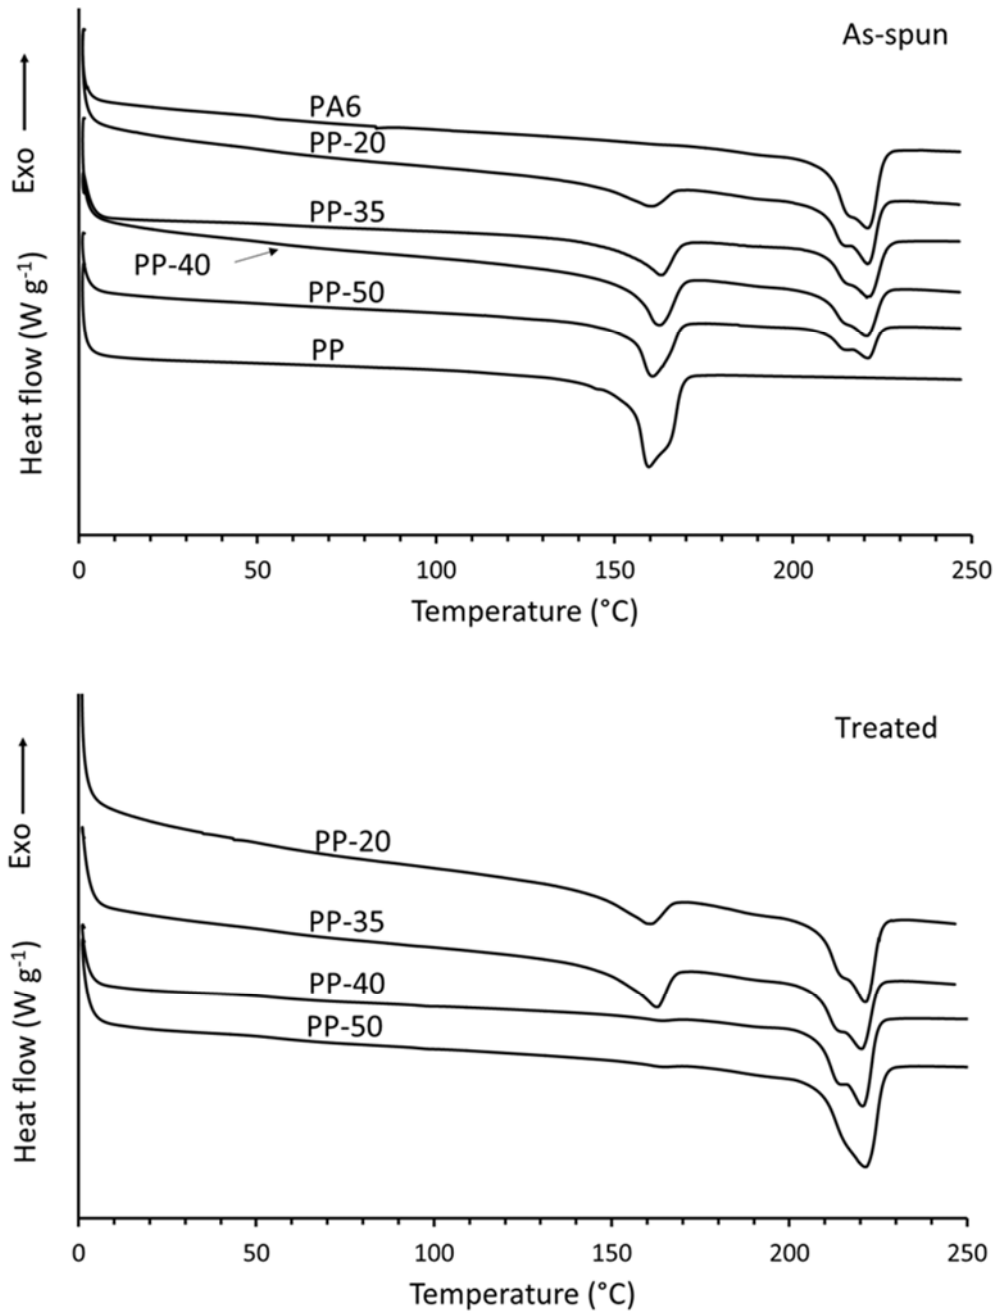 As-spun
Exo
PA6
PP-20
PP-35
PP-40
PP-50
PP
Heat flow (W g⁻¹)
0 50 100 150 200 250
Temperature (°C)
Treated
Exo
PP-20
PP-35
PP-40
PP-50
Heat flow (W g⁻¹)
0 50 100 150 200 250
Temperature (°C)